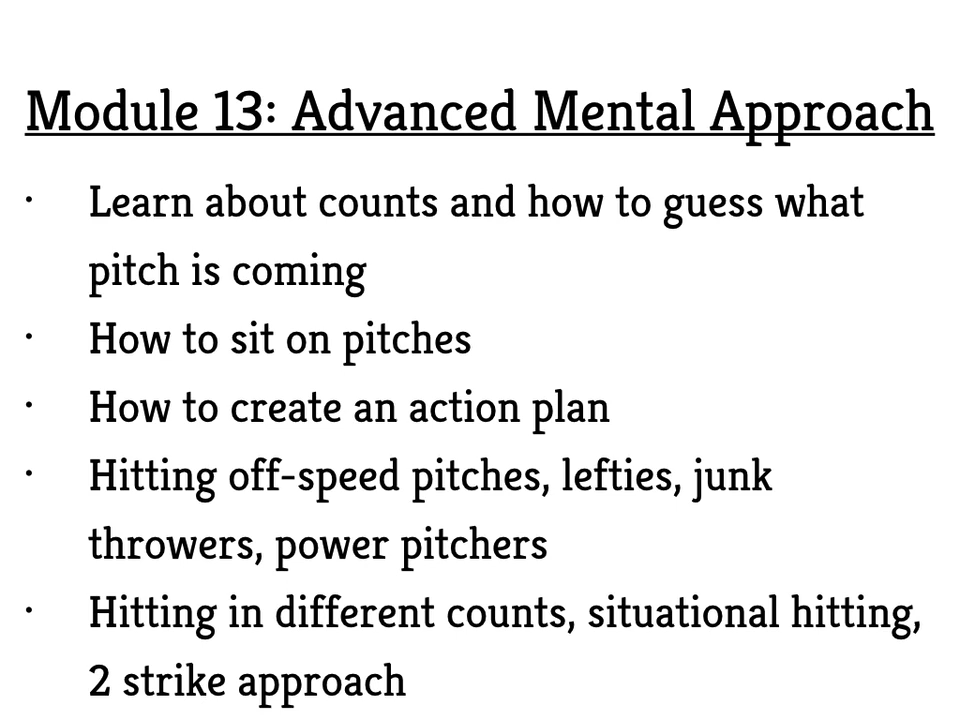 Module 13: Advanced Mental Approach
· Learn about counts and how to guess what
pitch is coming
· How to sit on pitches
· How to create an action plan
· Hitting off-speed pitches, lefties, junk
throwers, power pitchers
· Hitting in different counts, situational hitting,
2 strike approach